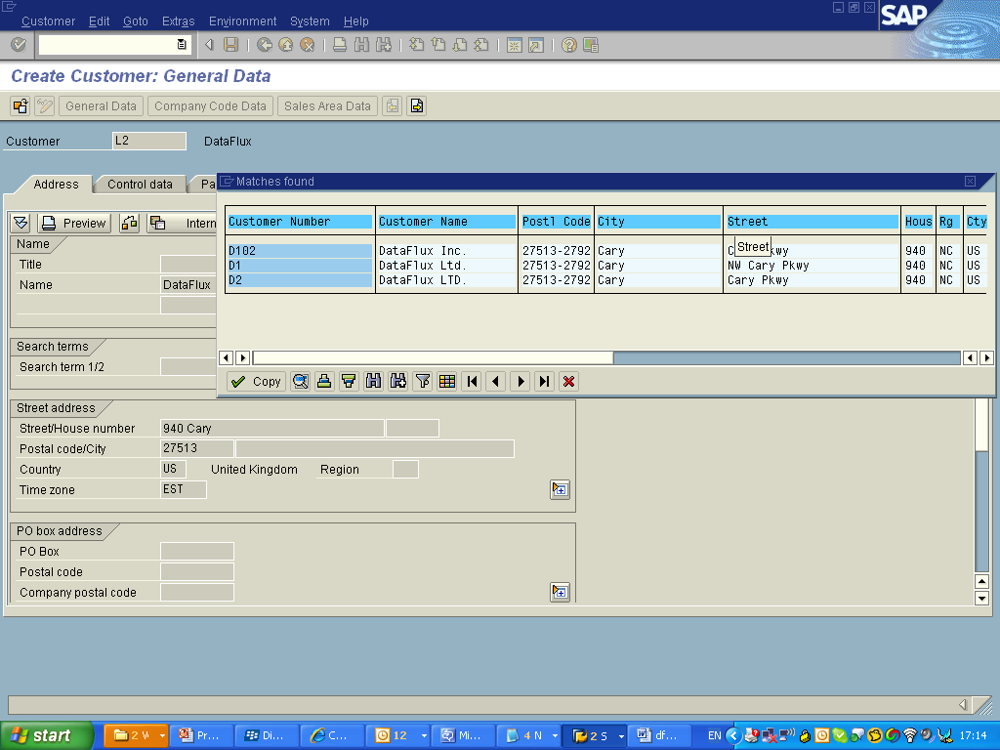 Customer Edit Goto Extras Environment System Help
SAP
Create Customer: General Data
General Data Company Code Data Sales Area Data
Customer L2 DataFlux
Address Control data Pa
Matches found
Preview Intern
Customer Number Customer Name Postl Code City Street Hous Rg Cty
D102 DataFlux Inc. 27513-2792 Cary C kwy 940 NC US
Street
D1 DataFlux Ltd. 27513-2792 Cary NW Cary Pkwy 940 NC US
D2 DataFlux LTD. 27513-2792 Cary Cary Pkwy 940 NC US
Name
Title
Name DataFlux
Search terms
Search term 1/2
Copy
Street address
Street/House number 940 Cary
Postal code/City 27513
Country US United Kingdom Region
Time zone EST
PO box address
PO Box
Postal code
Company postal code
start 2 Pr... Di... C... 12 Mi... 4 N 2 S df... EN 17:14